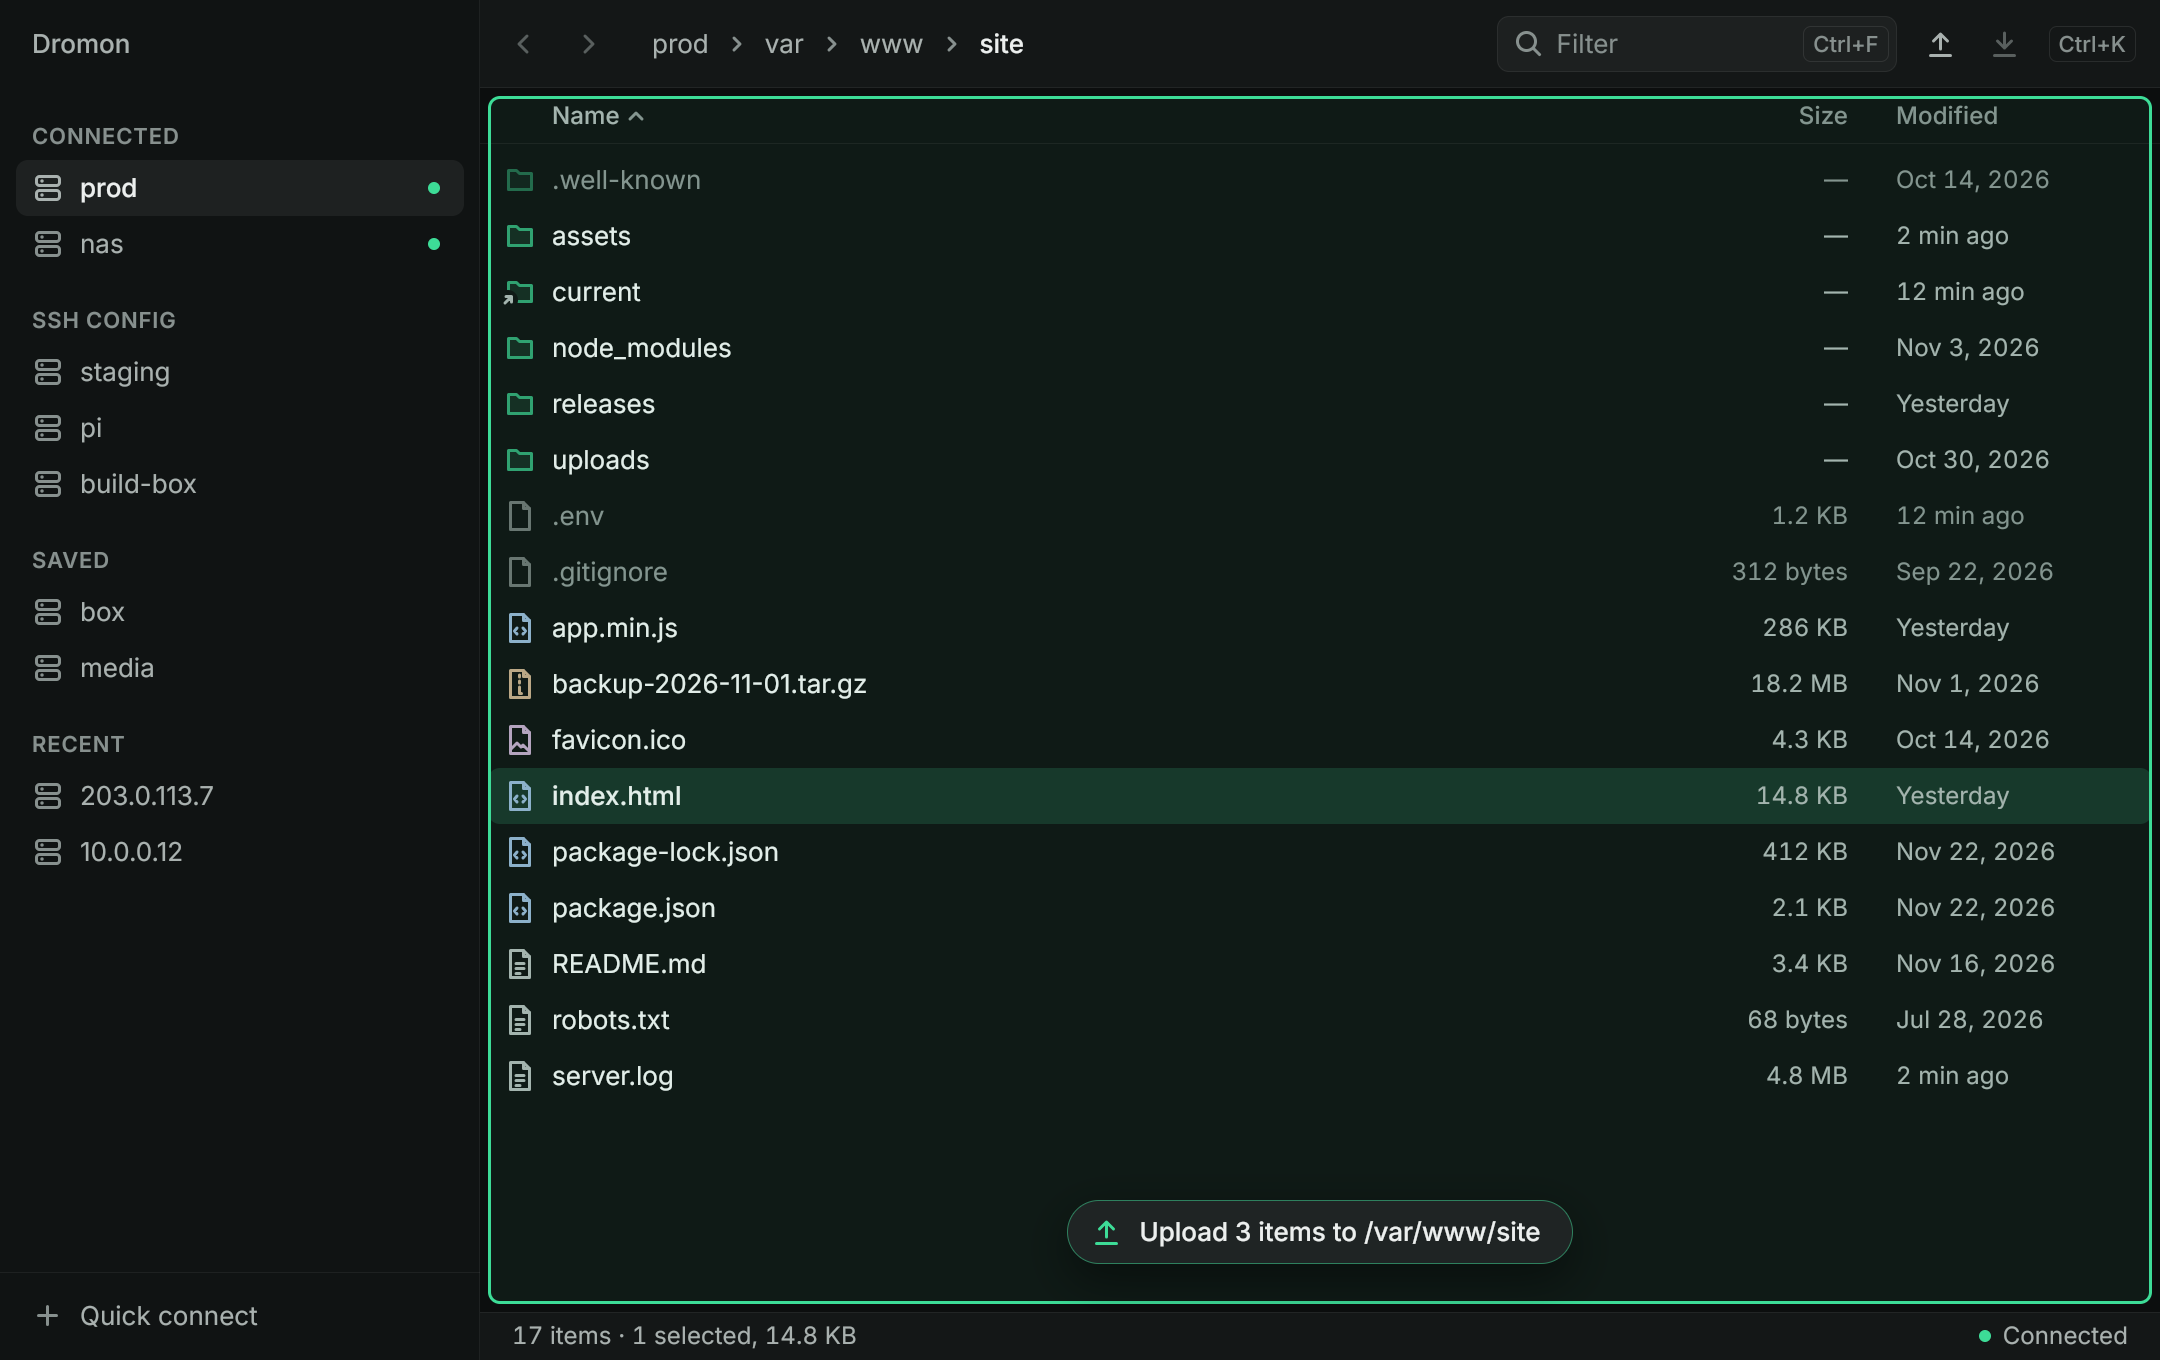 Dromon
CONNECTED
prod
nas
SSH CONFIG
staging
pi
build-box
SAVED
box
media
RECENT
203.0.113.7
10.0.0.12
Quick connect
prod var www site
Filter Ctrl+F Ctrl+K
Name Size Modified
.well-known — Oct 14, 2026
assets — 2 min ago
current — 12 min ago
node_modules — Nov 3, 2026
releases — Yesterday
uploads — Oct 30, 2026
.env 1.2 KB 12 min ago
.gitignore 312 bytes Sep 22, 2026
app.min.js 286 KB Yesterday
backup-2026-11-01.tar.gz 18.2 MB Nov 1, 2026
favicon.ico 4.3 KB Oct 14, 2026
index.html 14.8 KB Yesterday
package-lock.json 412 KB Nov 22, 2026
package.json 2.1 KB Nov 22, 2026
README.md 3.4 KB Nov 16, 2026
robots.txt 68 bytes Jul 28, 2026
server.log 4.8 MB 2 min ago
Upload 3 items to /var/www/site
17 items · 1 selected, 14.8 KB Connected